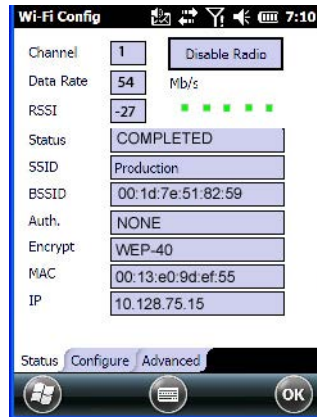 Wi-Fi Config 7:10
Channel 1 Disable Radio
Data Rate 54 Mb/s
RSSI -27
Status COMPLETED
SSID Production
BSSID 00:1d:7e:51:82:59
Auth. NONE
Encrypt WEP-40
MAC 00:13:e0:9d:ef:55
IP 10.128.75.15
Status Configure Advanced
OK